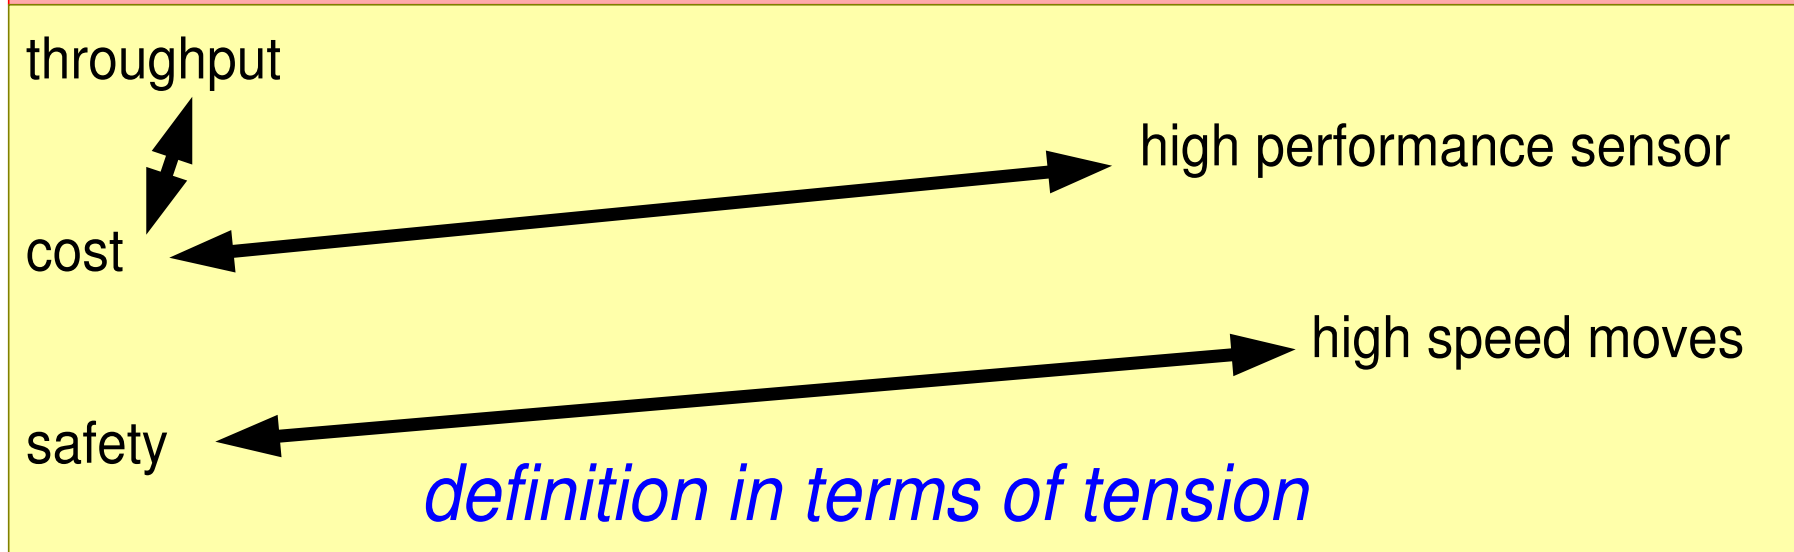 throughput
high performance sensor
cost
high speed moves
safety
definition in terms of tension